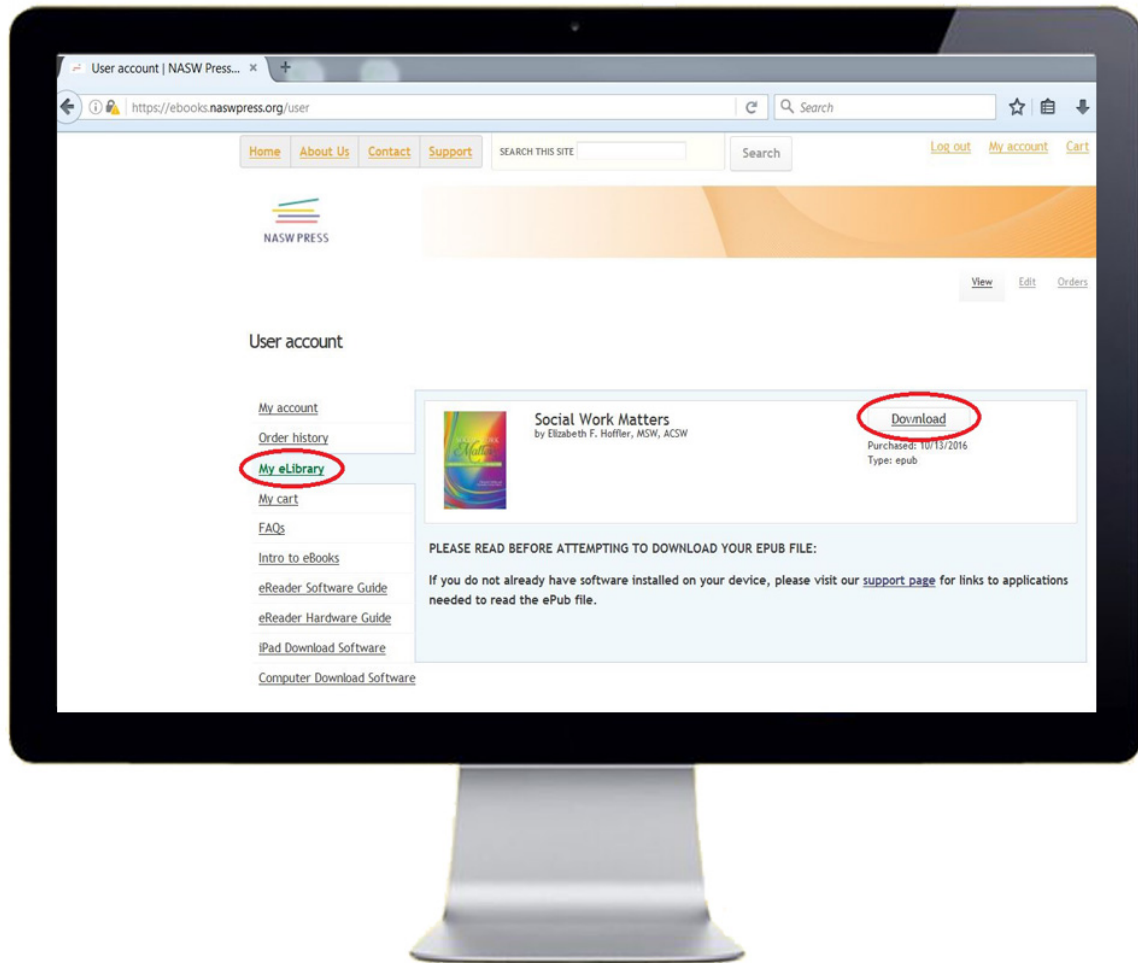 User account | NASW Press...
https://ebooks.naswpress.org/user
Search
Home About Us Contact Support SEARCH THIS SITE Search Log out My account Cart
NASW PRESS
View Edit Orders
User account
My account
Order history
My eLibrary
My cart
FAQs
Intro to eBooks
eReader Software Guide
eReader Hardware Guide
iPad Download Software
Computer Download Software
Social Work Matters
by Elizabeth F. Hoffler, MSW, ACSW
Download
Purchased: 10/13/2016
Type: epub
Matters
PLEASE READ BEFORE ATTEMPTING TO DOWNLOAD YOUR EPUB FILE:
If you do not already have software installed on your device, please visit our support page for links to applications
needed to read the ePub file.